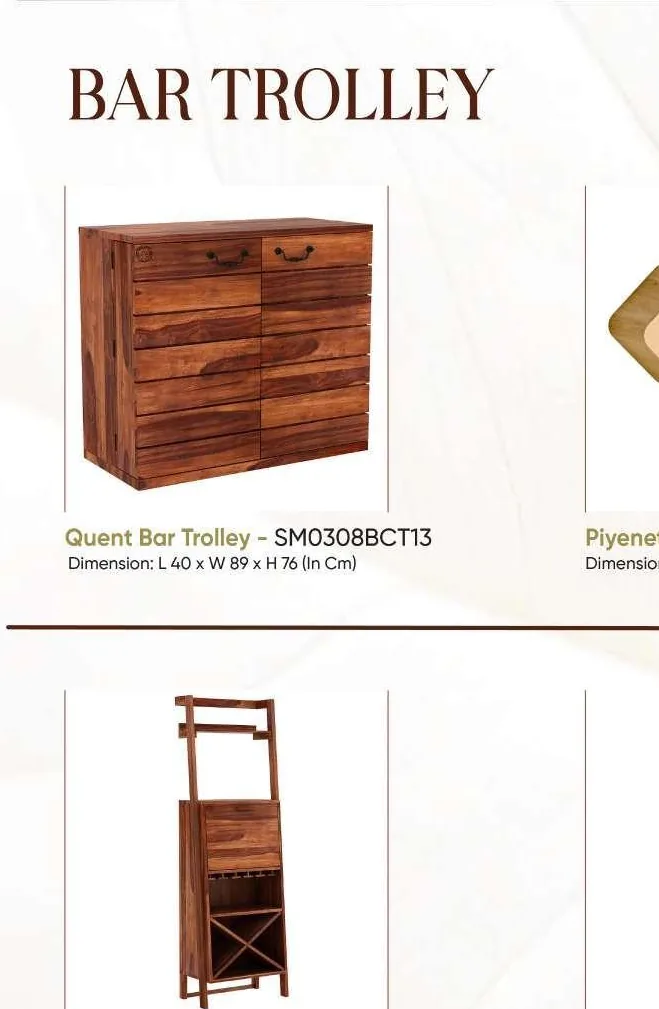 BAR TROLLEY
Quent Bar Trolley - SM0308BCT13
Dimension: L 40 x W 89 x H 76 (In Cm)